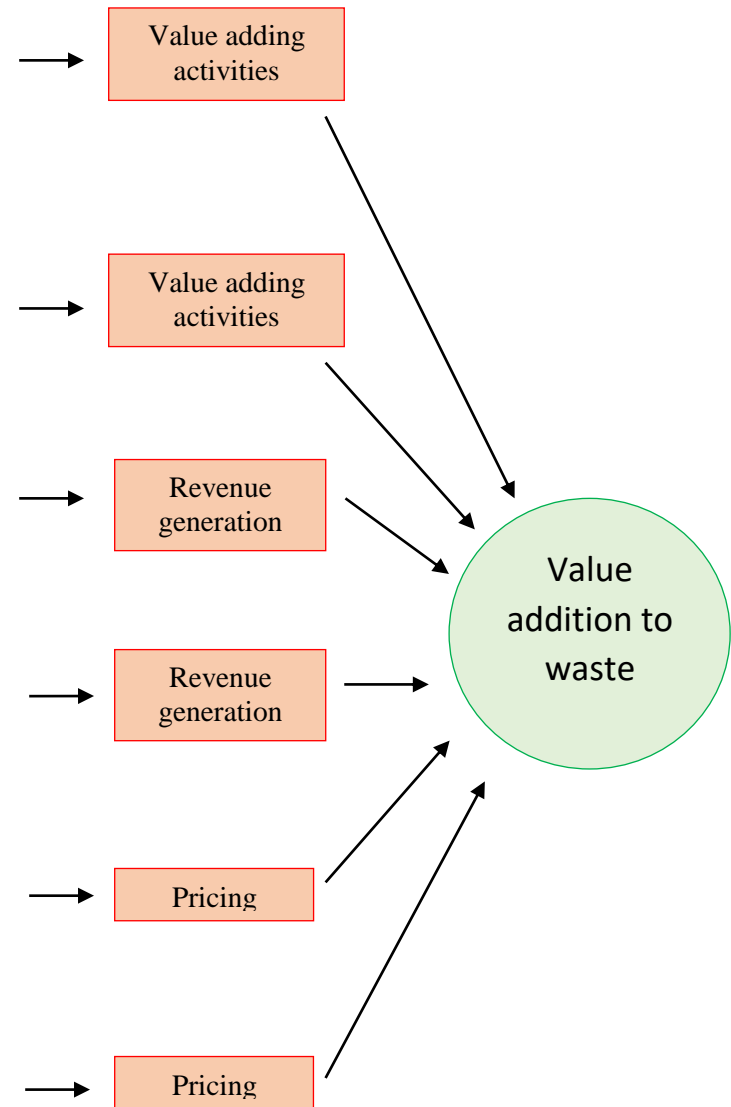 Value adding
activities
Value adding
activities
Revenue
generation
Value
addition to
waste
Revenue
generation
Pricing
Pricing